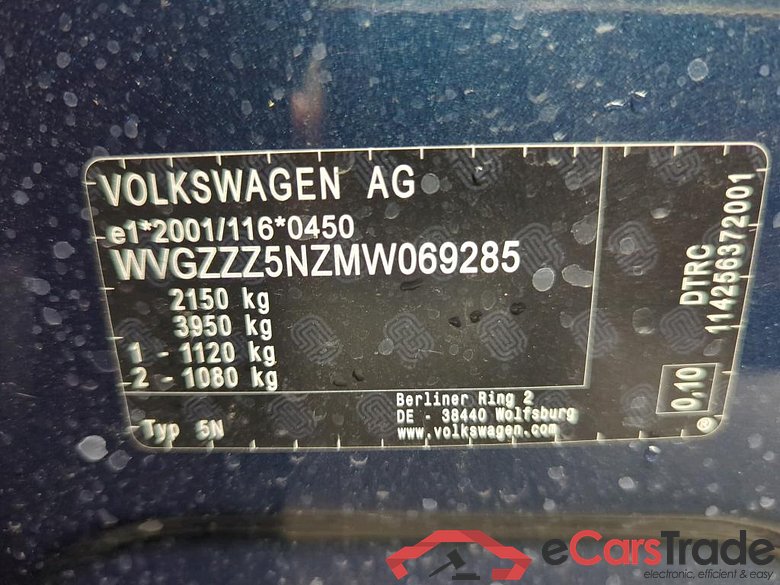 VOLKSWAGEN AG
e1*2001/116*0450
WVGZZZ5NZMW069285
2150 kg
3950 kg
1 - 1120 kg
2 - 1080 kg
Typ 5N
Berliner Ring 2
DE - 38440 Wolfsburg
www.volkswagen.com
DTRC
114256372001
0,10
®
eCarsTrade
electronic, efficient & easy